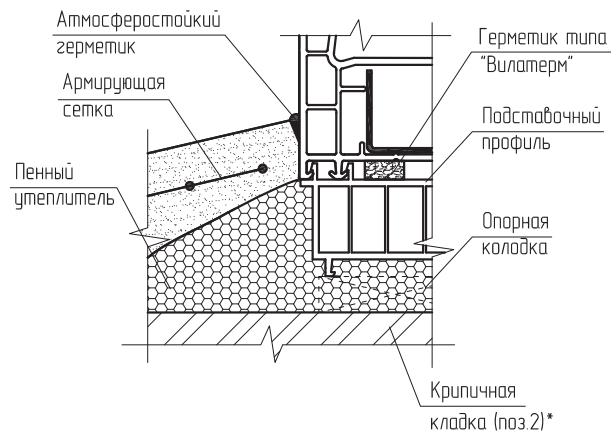 Атмосферостойкий
герметик
Армирующая
сетка
Пенный
утеплитель
Герметик типа
"Вилатерм"
Подставочный
профиль
Опорная
колодка
Крипичная
кладка (поз.2)*